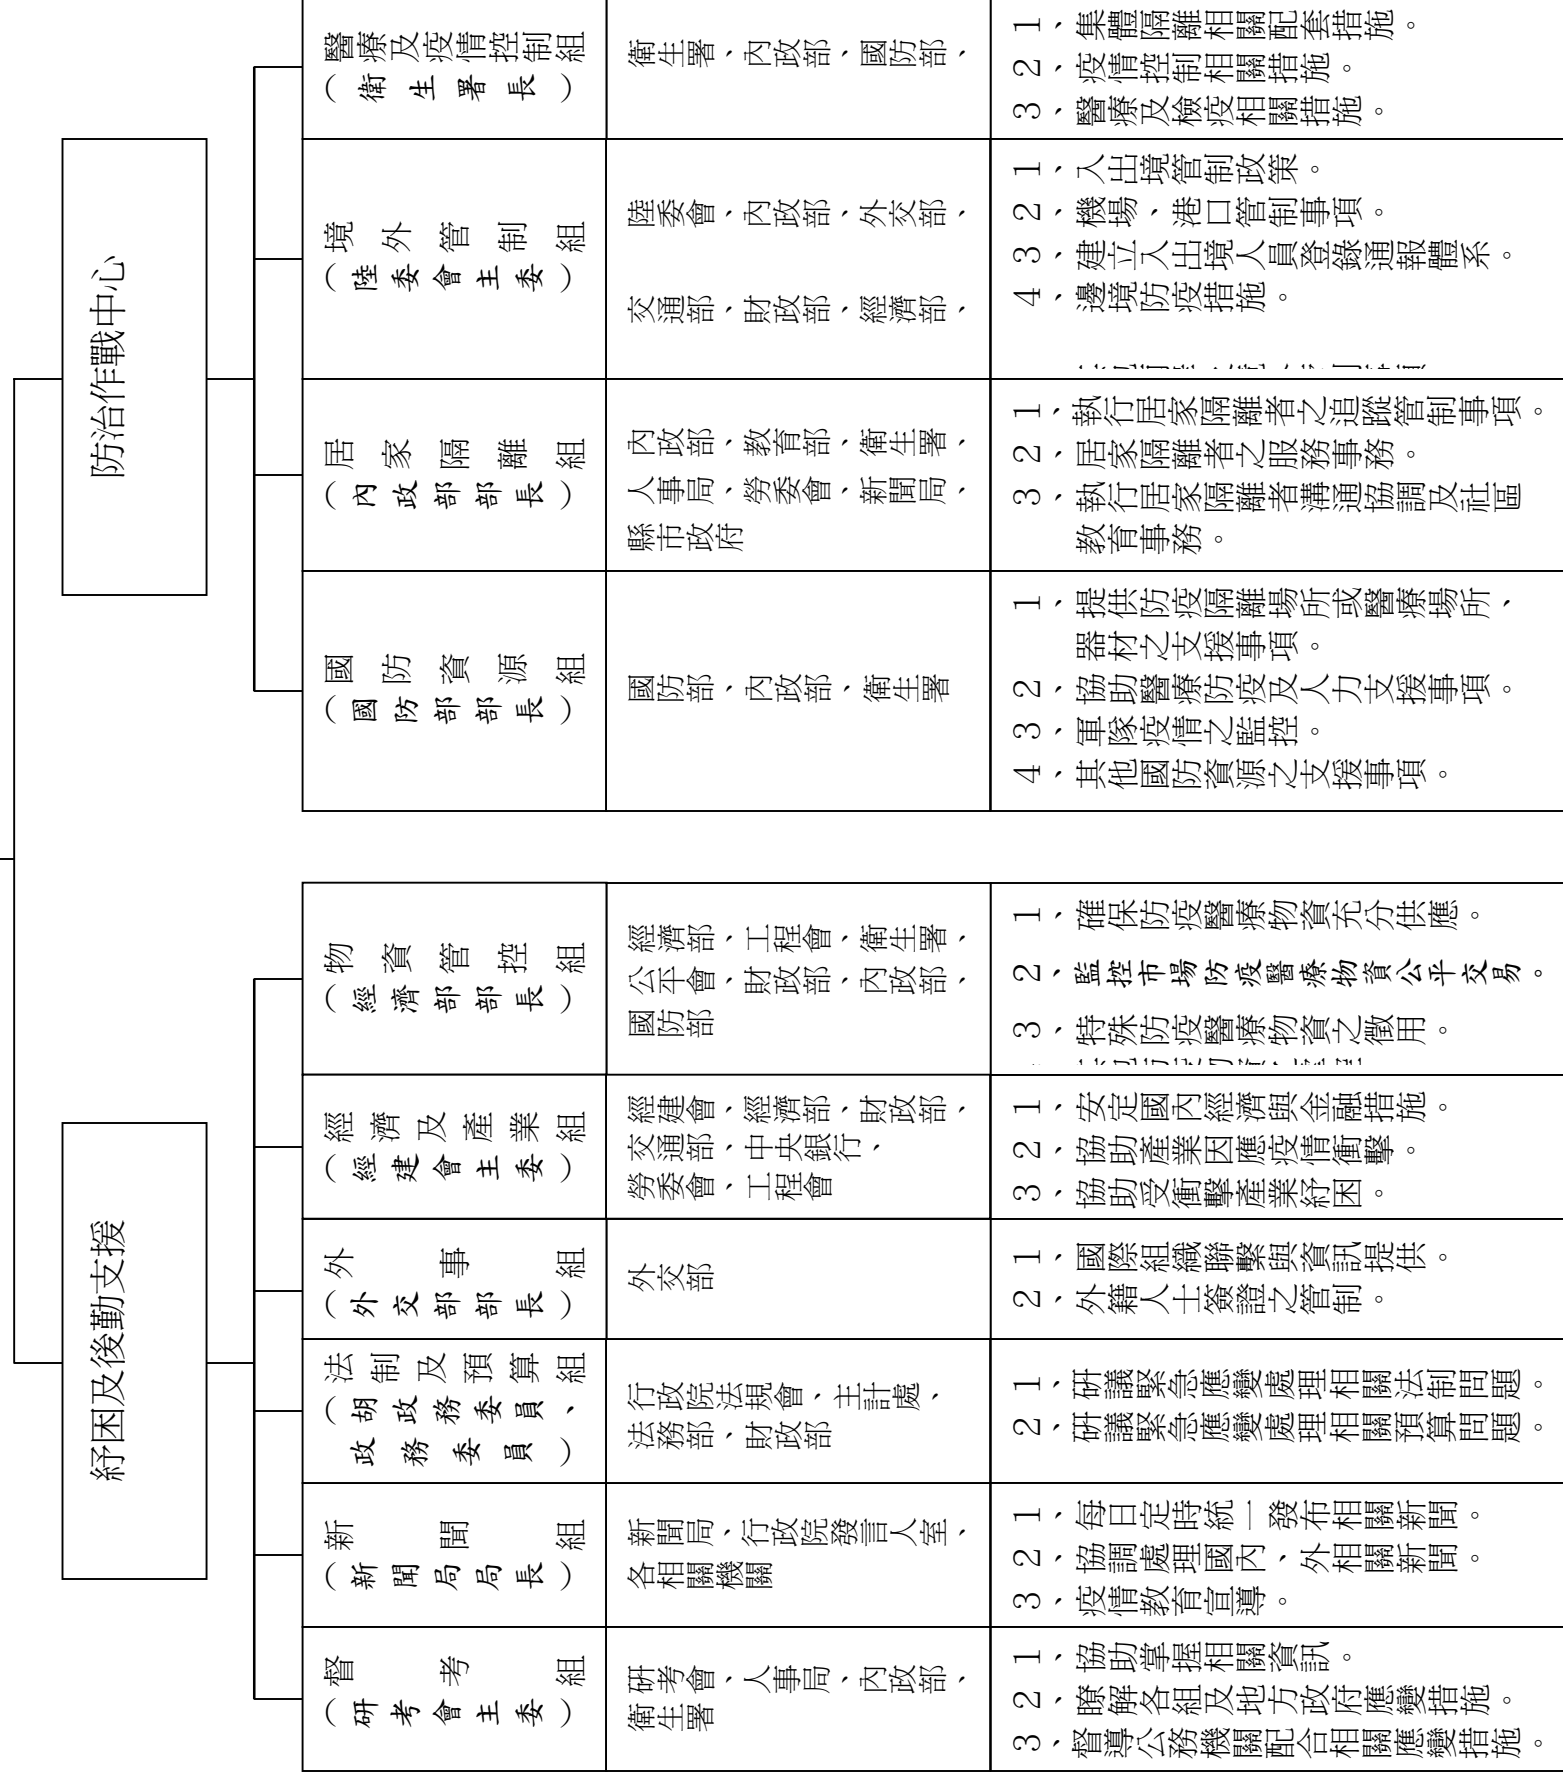 防治作戰中心
醫療及疫情控制組
（衛生署長）
衛生署、內政部、國防部、
1、集體隔離相關配套措施。
2、疫情控制相關措施。
3、醫療及檢疫相關措施。
境外管制組
（陸委會主委）
陸委會、內政部、外交部、
交通部、財政部、經濟部、
1、入出境管制政策。
2、機場、港口管制事項。
3、建立入出境人員登錄通報體系。
4、邊境防疫措施。
居家隔離組
（內政部部長）
內政部、教育部、衛生署、
人事局、勞委會、新聞局、
縣市政府
1、執行居家隔離者之追蹤管制事項。
2、居家隔離者之服務事務。
3、執行居家隔離者溝通協調及社區
教育事務。
國防資源組
（國防部部長）
國防部、內政部、衛生署
1、提供防疫隔離場所或醫療場所、
器材之支援事項。
2、協助醫療防疫及人力支援事項。
3、軍隊疫情之監控。
4、其他國防資源之支援事項。
紓困及後勤支援
物資管控組
（經濟部部長）
經濟部、工程會、衛生署、
公平會、財政部、內政部、
國防部
1、確保防疫醫療物資充分供應。
2、監控市場防疫醫療物資公平交易。
3、特殊防疫醫療物資之徵用。
經濟及產業組
（經建會主委）
經建會、經濟部、財政部、
交通部、中央銀行、
勞委會、工程會
1、安定國內經濟與金融措施。
2、協助產業因應疫情衝擊。
3、協助受衝擊產業紓困。
外事組
（外交部部長）
外交部
1、國際組織聯繫與資訊提供。
2、外籍人士簽證之管制。
法制及預算組
（胡政務委員、
政務委員）
行政院法規會、主計處、
法務部、財政部
1、研議緊急應變處理相關法制問題。
2、研議緊急應變處理相關預算問題。
新聞組
（新聞局局長）
新聞局、行政院發言人室、
各相關機關
1、每日定時統一發布相關新聞。
2、協調處理國內、外相關新聞。
3、疫情教育宣導。
督考組
（研考會主委）
研考會、人事局、內政部、
衛生署
1、協助掌握相關資訊。
2、瞭解各組及地方政府應變措施。
3、督導公務機關配合相關應變措施。